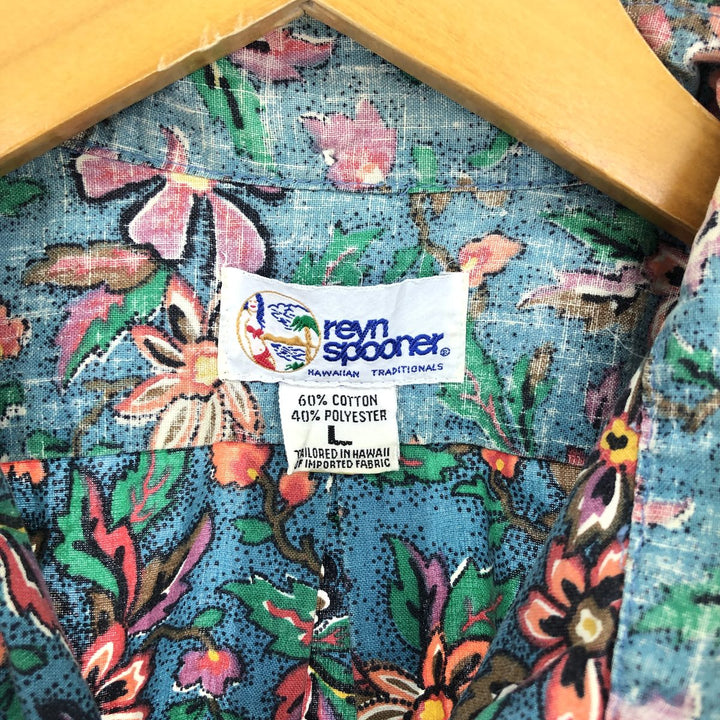 reyn
spooner®
HAWAIIAN TRADITIONALS
60% COTTON
40% POLYESTER
L
TAILORED IN HAWAII
OF IMPORTED FABRIC